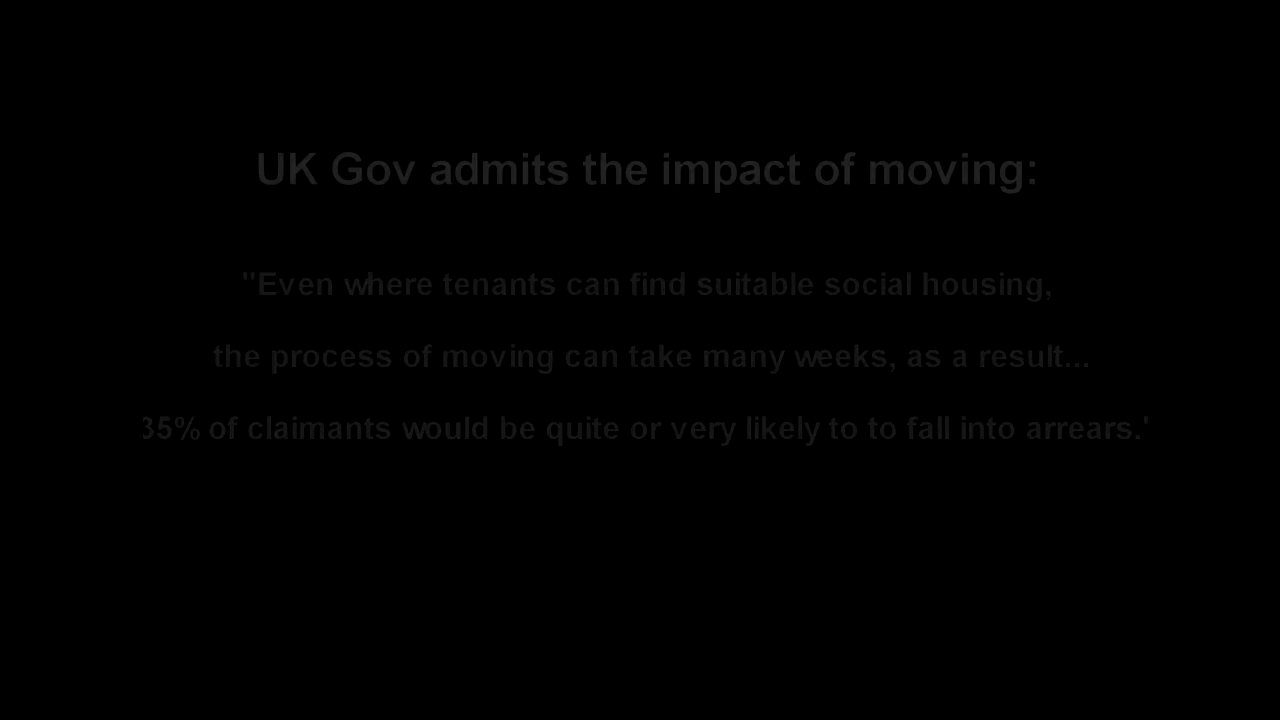 UK Gov admits the impact of moving:
"Even where tenants can find suitable social housing,
the process of moving can take many weeks, as a result...
35% of claimants would be quite or very likely to to fall into arrears.'